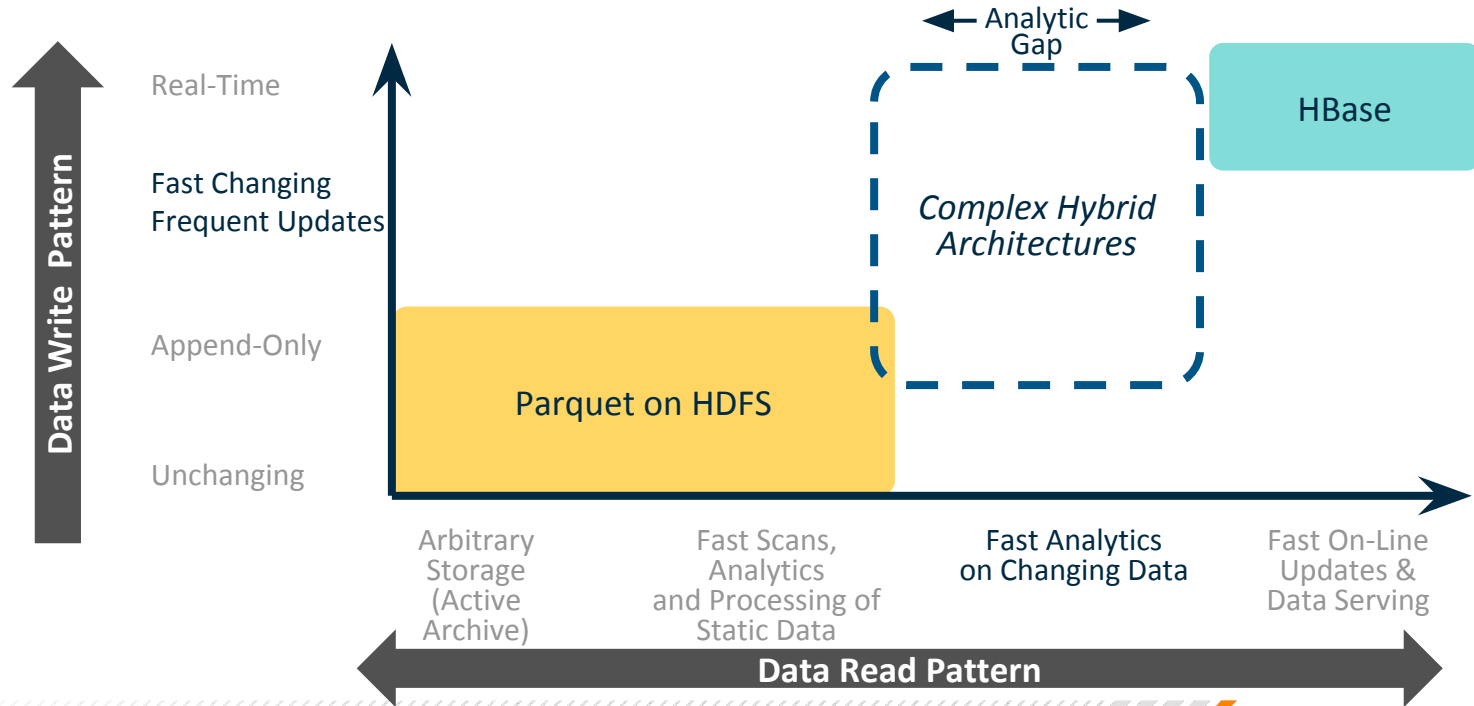 Analytic
Gap
Real-Time
HBase
Fast Changing
Frequent Updates
Complex Hybrid
Architectures
Data Write Pattern
Append-Only
Parquet on HDFS
Unchanging
Arbitrary
Storage
(Active
Archive)
Fast Scans,
Analytics
and Processing of
Static Data
Fast Analytics
on Changing Data
Fast On-Line
Updates &
Data Serving
Data Read Pattern